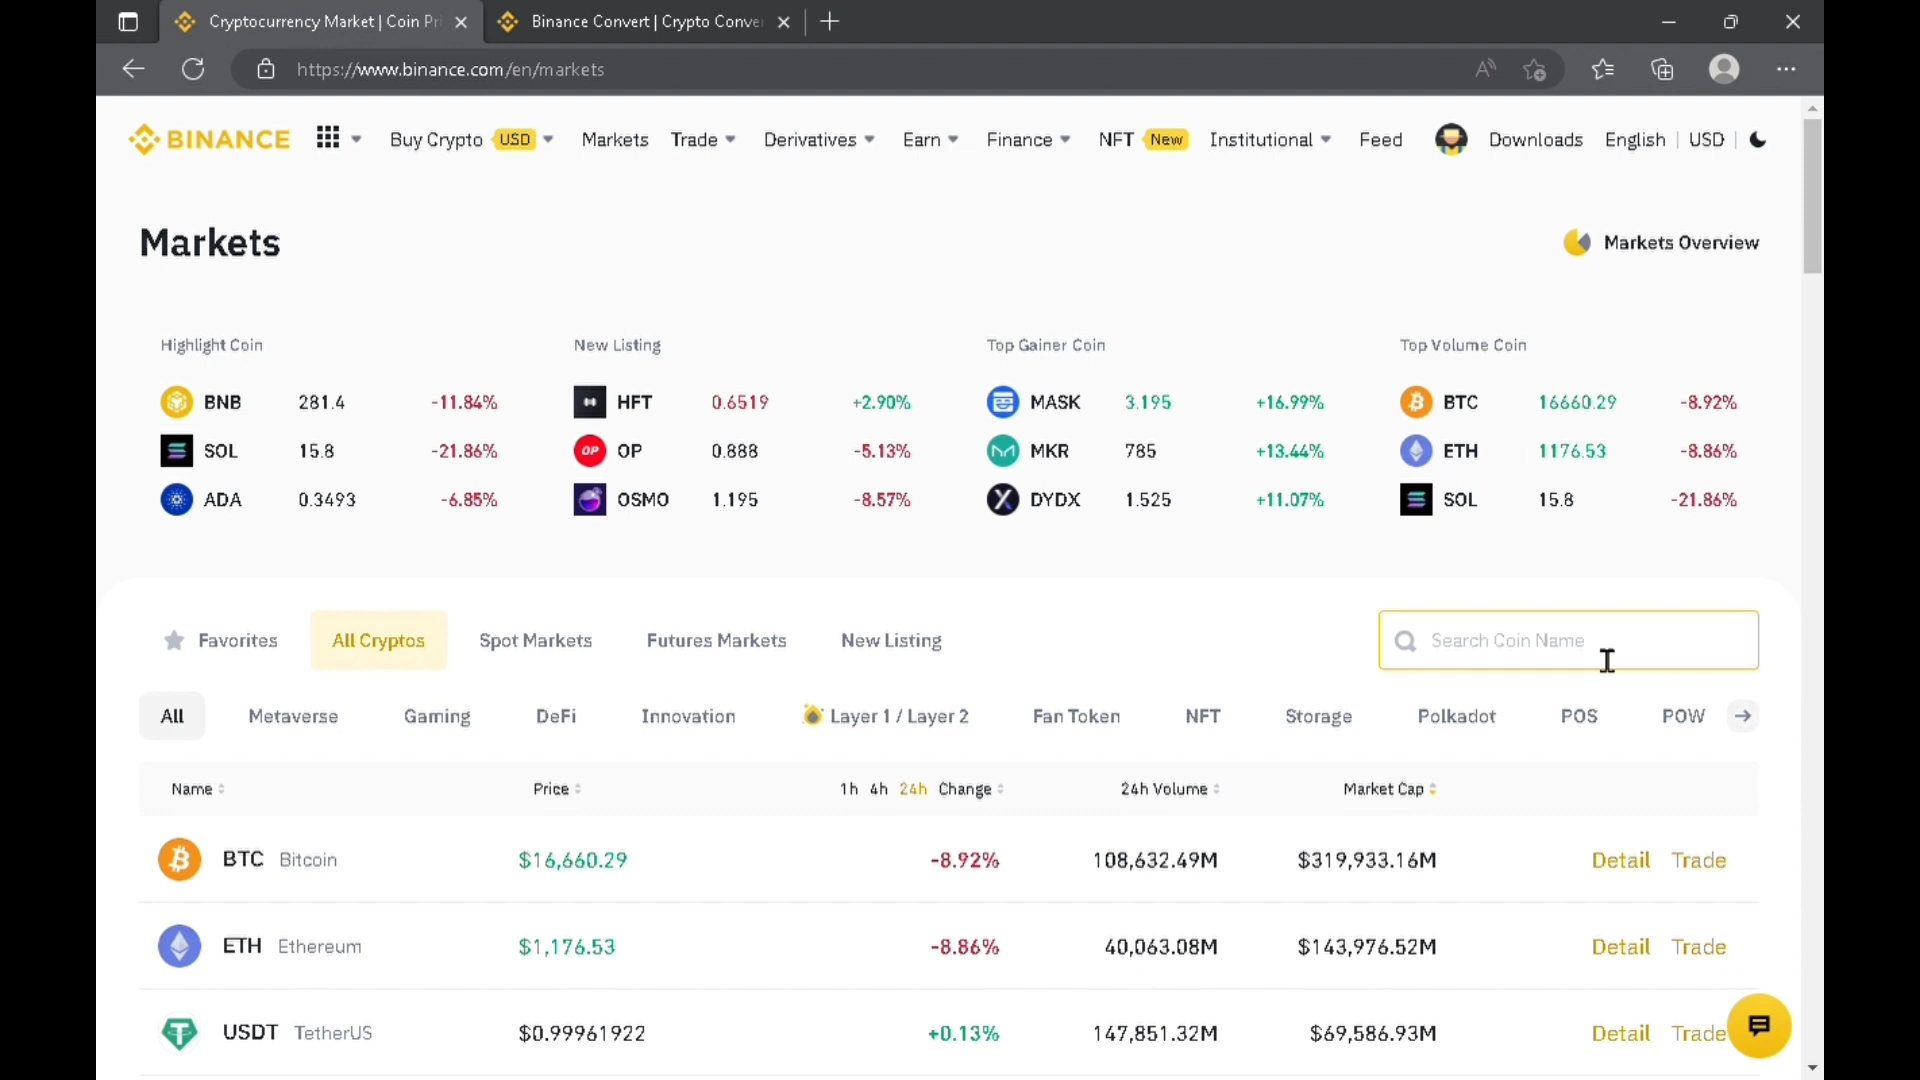 Cryptocurrency Market | Coin Pri
Binance Convert | Crypto Conver
https://www.binance.com/en/markets
BINANCE Buy Crypto USD Markets Trade Derivatives Earn Finance NFT New Institutional Feed Downloads English | USD
Markets
Markets Overview
Highlight Coin New Listing Top Gainer Coin Top Volume Coin
BNB 281.4 -11.84% HFT 0.6519 +2.90% MASK 3.195 +16.99% BTC 16660.29 -8.92%
SOL 15.8 -21.86% OP OP 0.888 -5.13% MKR 785 +13.44% ETH 1176.53 -8.86%
ADA 0.3493 -6.85% OSMO 1.195 -8.57% DYDX 1.525 +11.07% SOL 15.8 -21.86%
Favorites All Cryptos Spot Markets Futures Markets New Listing Search Coin Name
All Metaverse Gaming DeFi Innovation Layer 1 / Layer 2 Fan Token NFT Storage Polkadot POS POW
Name Price 1h 4h 24h Change 24h Volume Market Cap
BTC Bitcoin $16,660.29 -8.92% 108,632.49M $319,933.16M Detail Trade
ETH Ethereum $1,176.53 -8.86% 40,063.08M $143,976.52M Detail Trade
USDT TetherUS $0.99961922 +0.13% 147,851.32M $69,586.93M Detail Trade